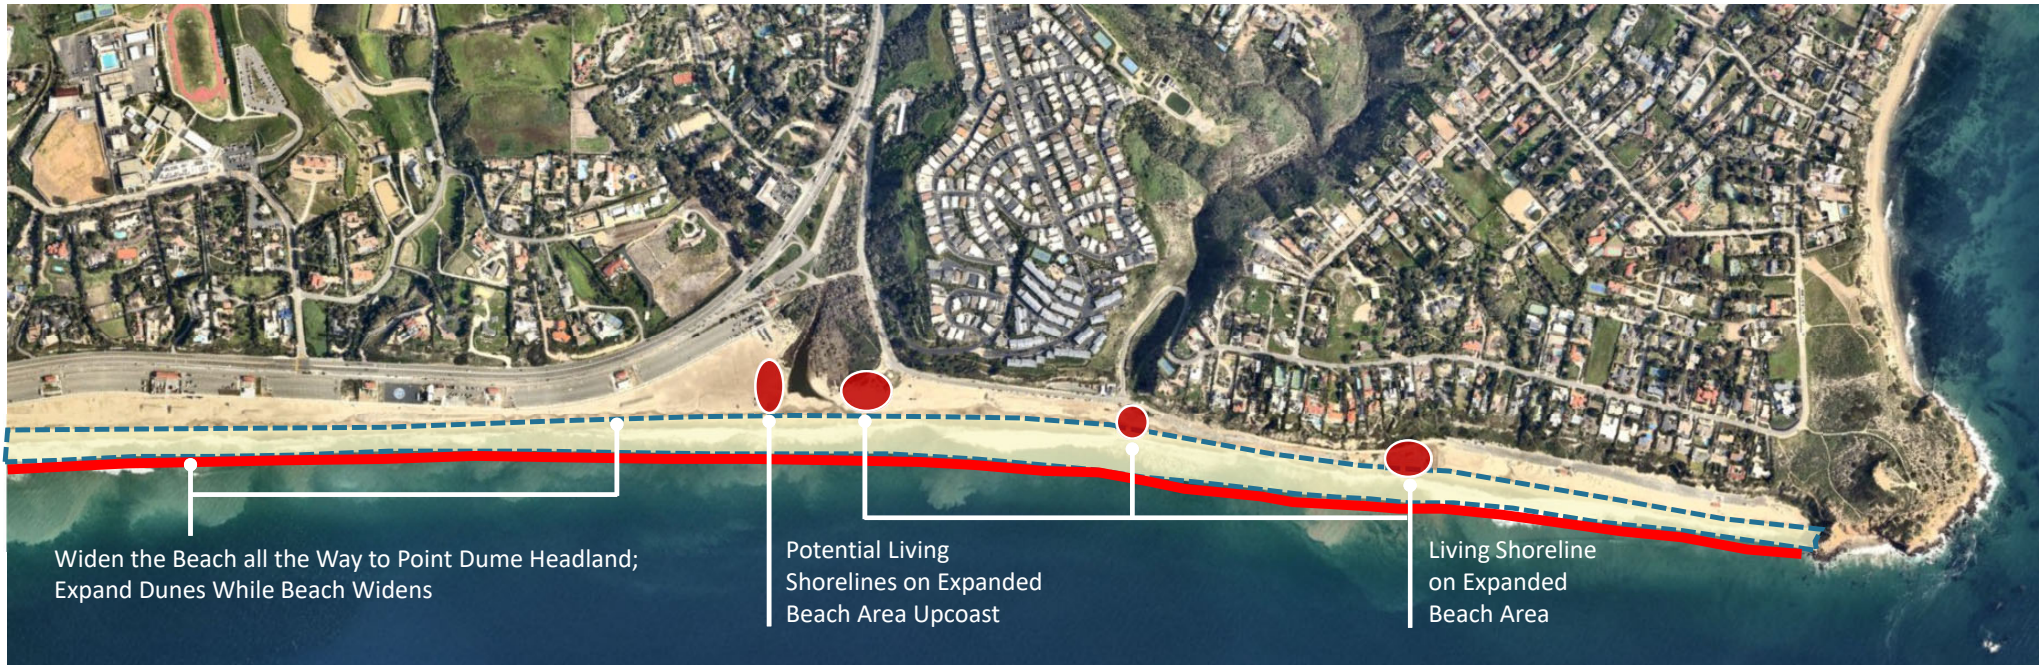 Widen the Beach all the Way to Point Dume Headland;
Expand Dunes While Beach Widens
Potential Living
Shorelines on Expanded
Beach Area Upcoast
Living Shoreline
on Expanded
Beach Area